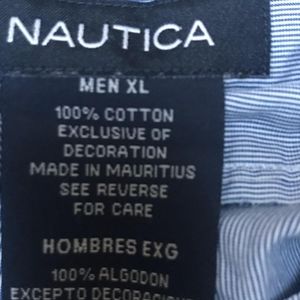 NAUTICA
MEN XL
100% COTTON
EXCLUSIVE OF
DECORATION
MADE IN MAURITIUS
SEE REVERSE
FOR CARE
HOMBRES EXG
100% ALGODON
EXCEPTO